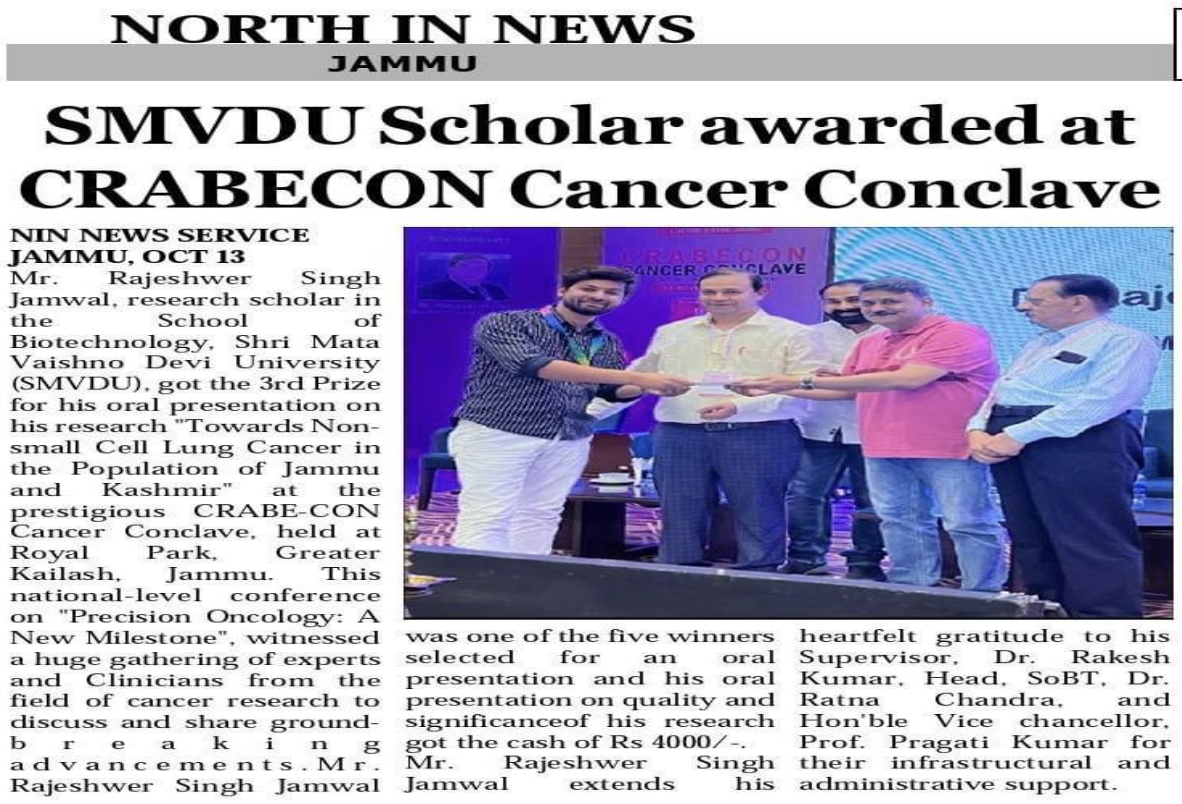 NORTH IN NEWS
JAMMU
SMVDU Scholar awarded at
CRABECON Cancer Conclave
NIN NEWS SERVICE
JAMMU, OCT 13
Mr. Rajeshwer Singh
Jamwal, research scholar in
the School of
Biotechnology, Shri Mata
Vaishno Devi University
(SMVDU), got the 3rd Prize
for his oral presentation on
his research "Towards Non-
small Cell Lung Cancer in
the Population of Jammu
and Kashmir" at the
prestigious CRABE-CON
Cancer Conclave, held at
Royal Park, Greater
Kailash, Jammu. This
national-level conference
on "Precision Oncology: A
New Milestone", witnessed
a huge gathering of experts
and Clinicians from the
field of cancer research to
discuss and share ground-
breaking
advancements.Mr.
Rajeshwer Singh Jamwal
CRABECON
CANCER CONCLAVE
was one of the five winners
selected for an oral
presentation and his oral
presentation on quality and
significanceof his research
got the cash of Rs 4000/-.
Mr. Rajeshwer Singh
Jamwal extends his
heartfelt gratitude to his
Supervisor, Dr. Rakesh
Kumar, Head, SoBT, Dr.
Ratna Chandra, and
Hon'ble Vice chancellor,
Prof. Pragati Kumar for
their infrastructural and
administrative support.